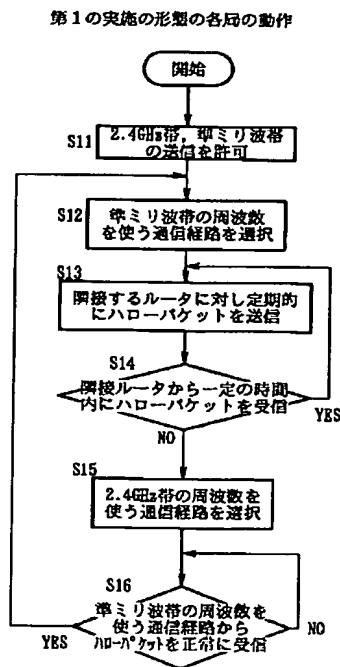 第1の実施の形態の各局の動作
開始
S11
2.4GHz帯,準ミリ波帯
の送信を許可
S12
準ミリ波帯の周波数
を使う通信経路を選択
S13
隣接するルータに対し定期的
にハローパケットを送信
S14
隣接ルータから一定の時間
内にハローパケットを受信
YES
NO
S15
2.4GHz帯の周波数を
使う通信経路を選択
S16
準ミリ波帯の周波数を
使う通信経路から
ハローパケットを正常に受信
YES
NO